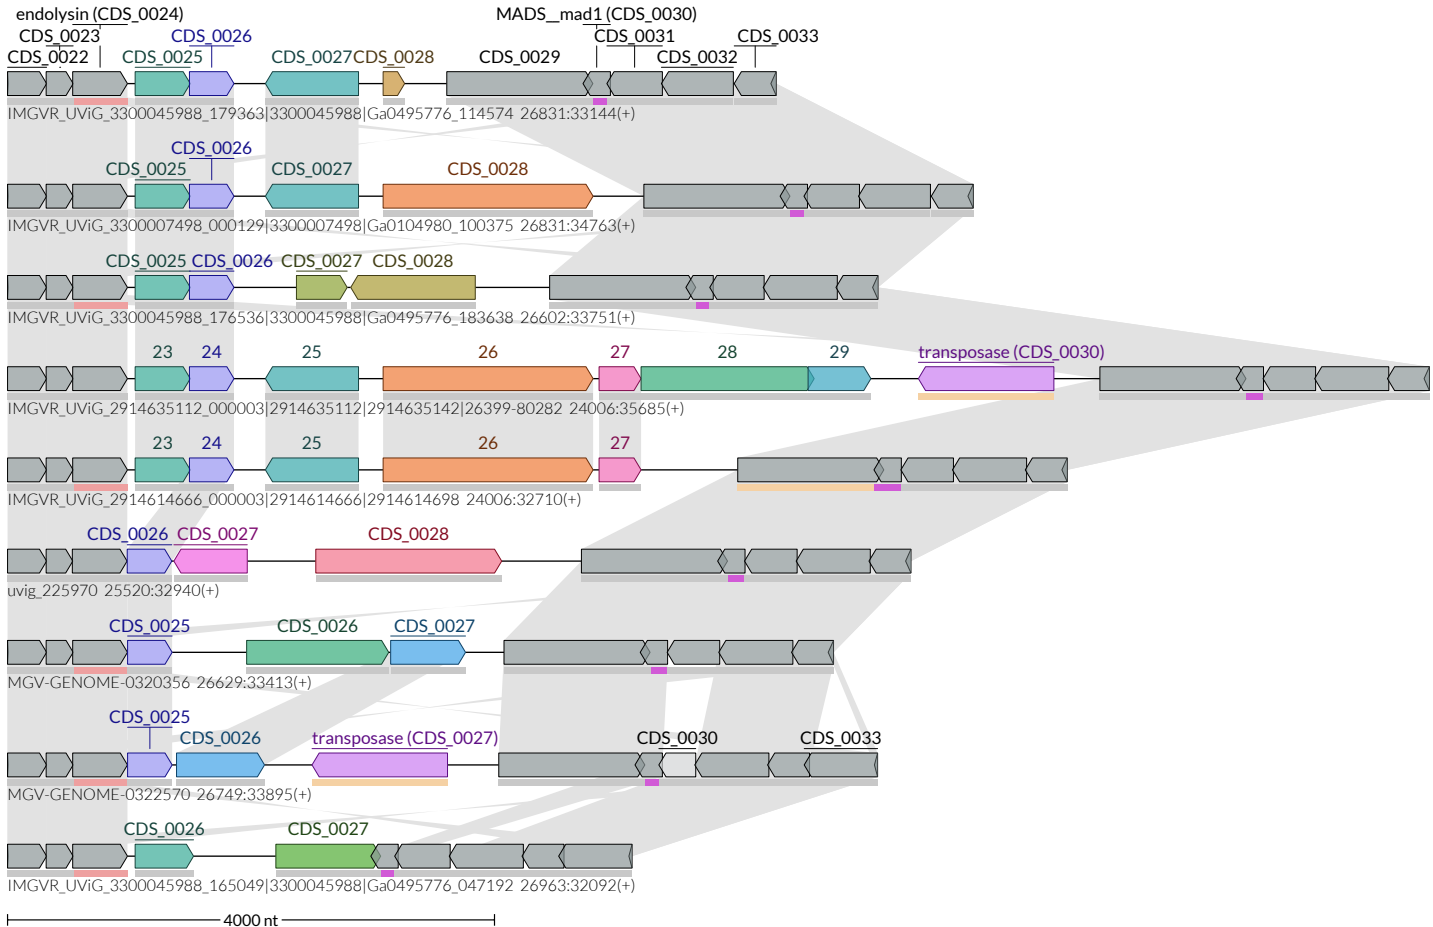 endolysin (CDS_0024) MADS__mad1 (CDS_0030)
CDS_0023 CDS_0026 CDS_0031 CDS_0033
CDS_0022 CDS_0025 CDS_0027 CDS_0028 CDS_0029 CDS_0032
IMGVR_UViG_3300045988_179363|3300045988|Ga0495776_114574 26831:33144(+)
CDS_0026
CDS_0025 CDS_0027 CDS_0028
IMGVR_UViG_3300007498_000129|3300007498|Ga0104980_100375 26831:34763(+)
CDS_0025 CDS_0026 CDS_0027 CDS_0028
IMGVR_UViG_3300045988_176536|3300045988|Ga0495776_183638 26602:33751(+)
23 24 25 26 27 28 29 transposase (CDS_0030)
IMGVR_UViG_2914635112_000003|2914635112|2914635142|26399-80282 24006:35685(+)
23 24 25 26 27
IMGVR_UViG_2914614666_000003|2914614666|2914614698 24006:32710(+)
CDS_0026 CDS_0027 CDS_0028
uvig_225970 25520:32940(+)
CDS_0025 CDS_0026 CDS_0027
MGV-GENOME-0320356 26629:33413(+)
CDS_0025
CDS_0026 transposase (CDS_0027) CDS_0030 CDS_0033
MGV-GENOME-0322570 26749:33895(+)
CDS_0026 CDS_0027
IMGVR_UViG_3300045988_165049|3300045988|Ga0495776_047192 26963:32092(+)
4000 nt